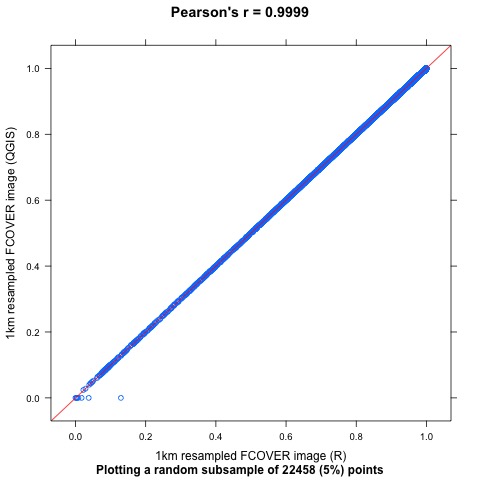 Pearson's r = 0.9999
1km resampled FCOVER image (QGIS)
1.0
0.8
0.6
0.4
0.2
0.0
0.0 0.2 0.4 0.6 0.8 1.0
1km resampled FCOVER image (R)
Plotting a random subsample of 22458 (5%) points